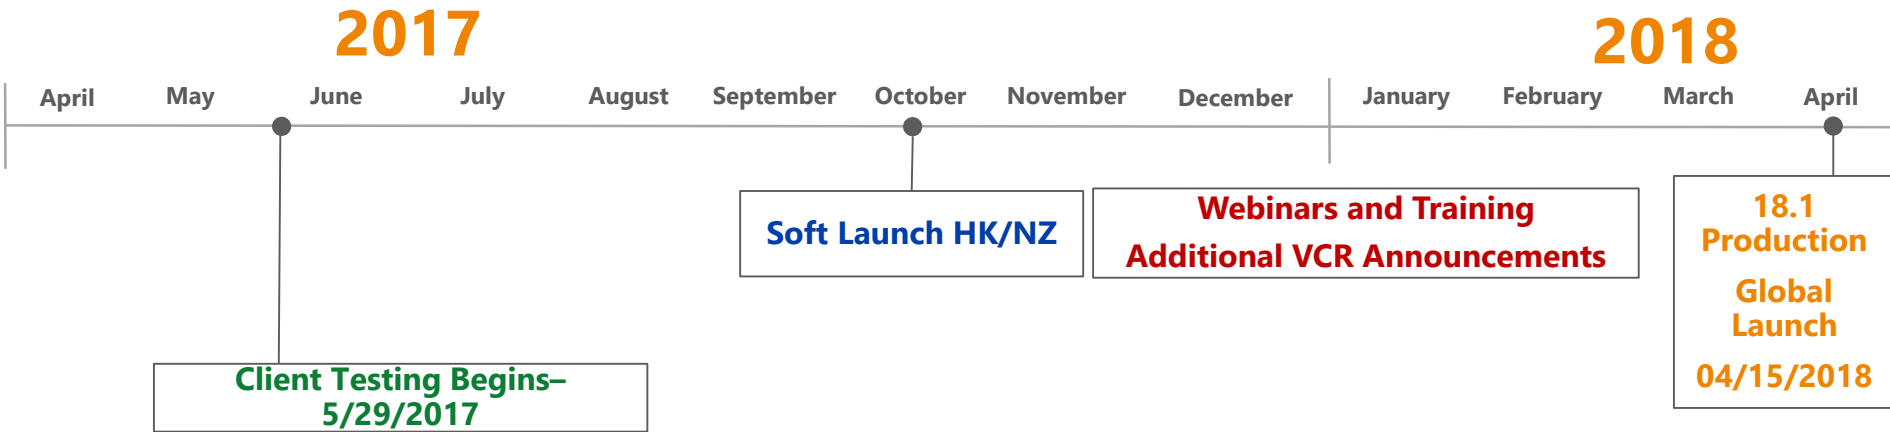 2017
2018
April May June July August September October November December January February March April
Soft Launch HK/NZ
Webinars and Training
Additional VCR Announcements
18.1
Production
Global
Launch
04/15/2018
Client Testing Begins–
5/29/2017